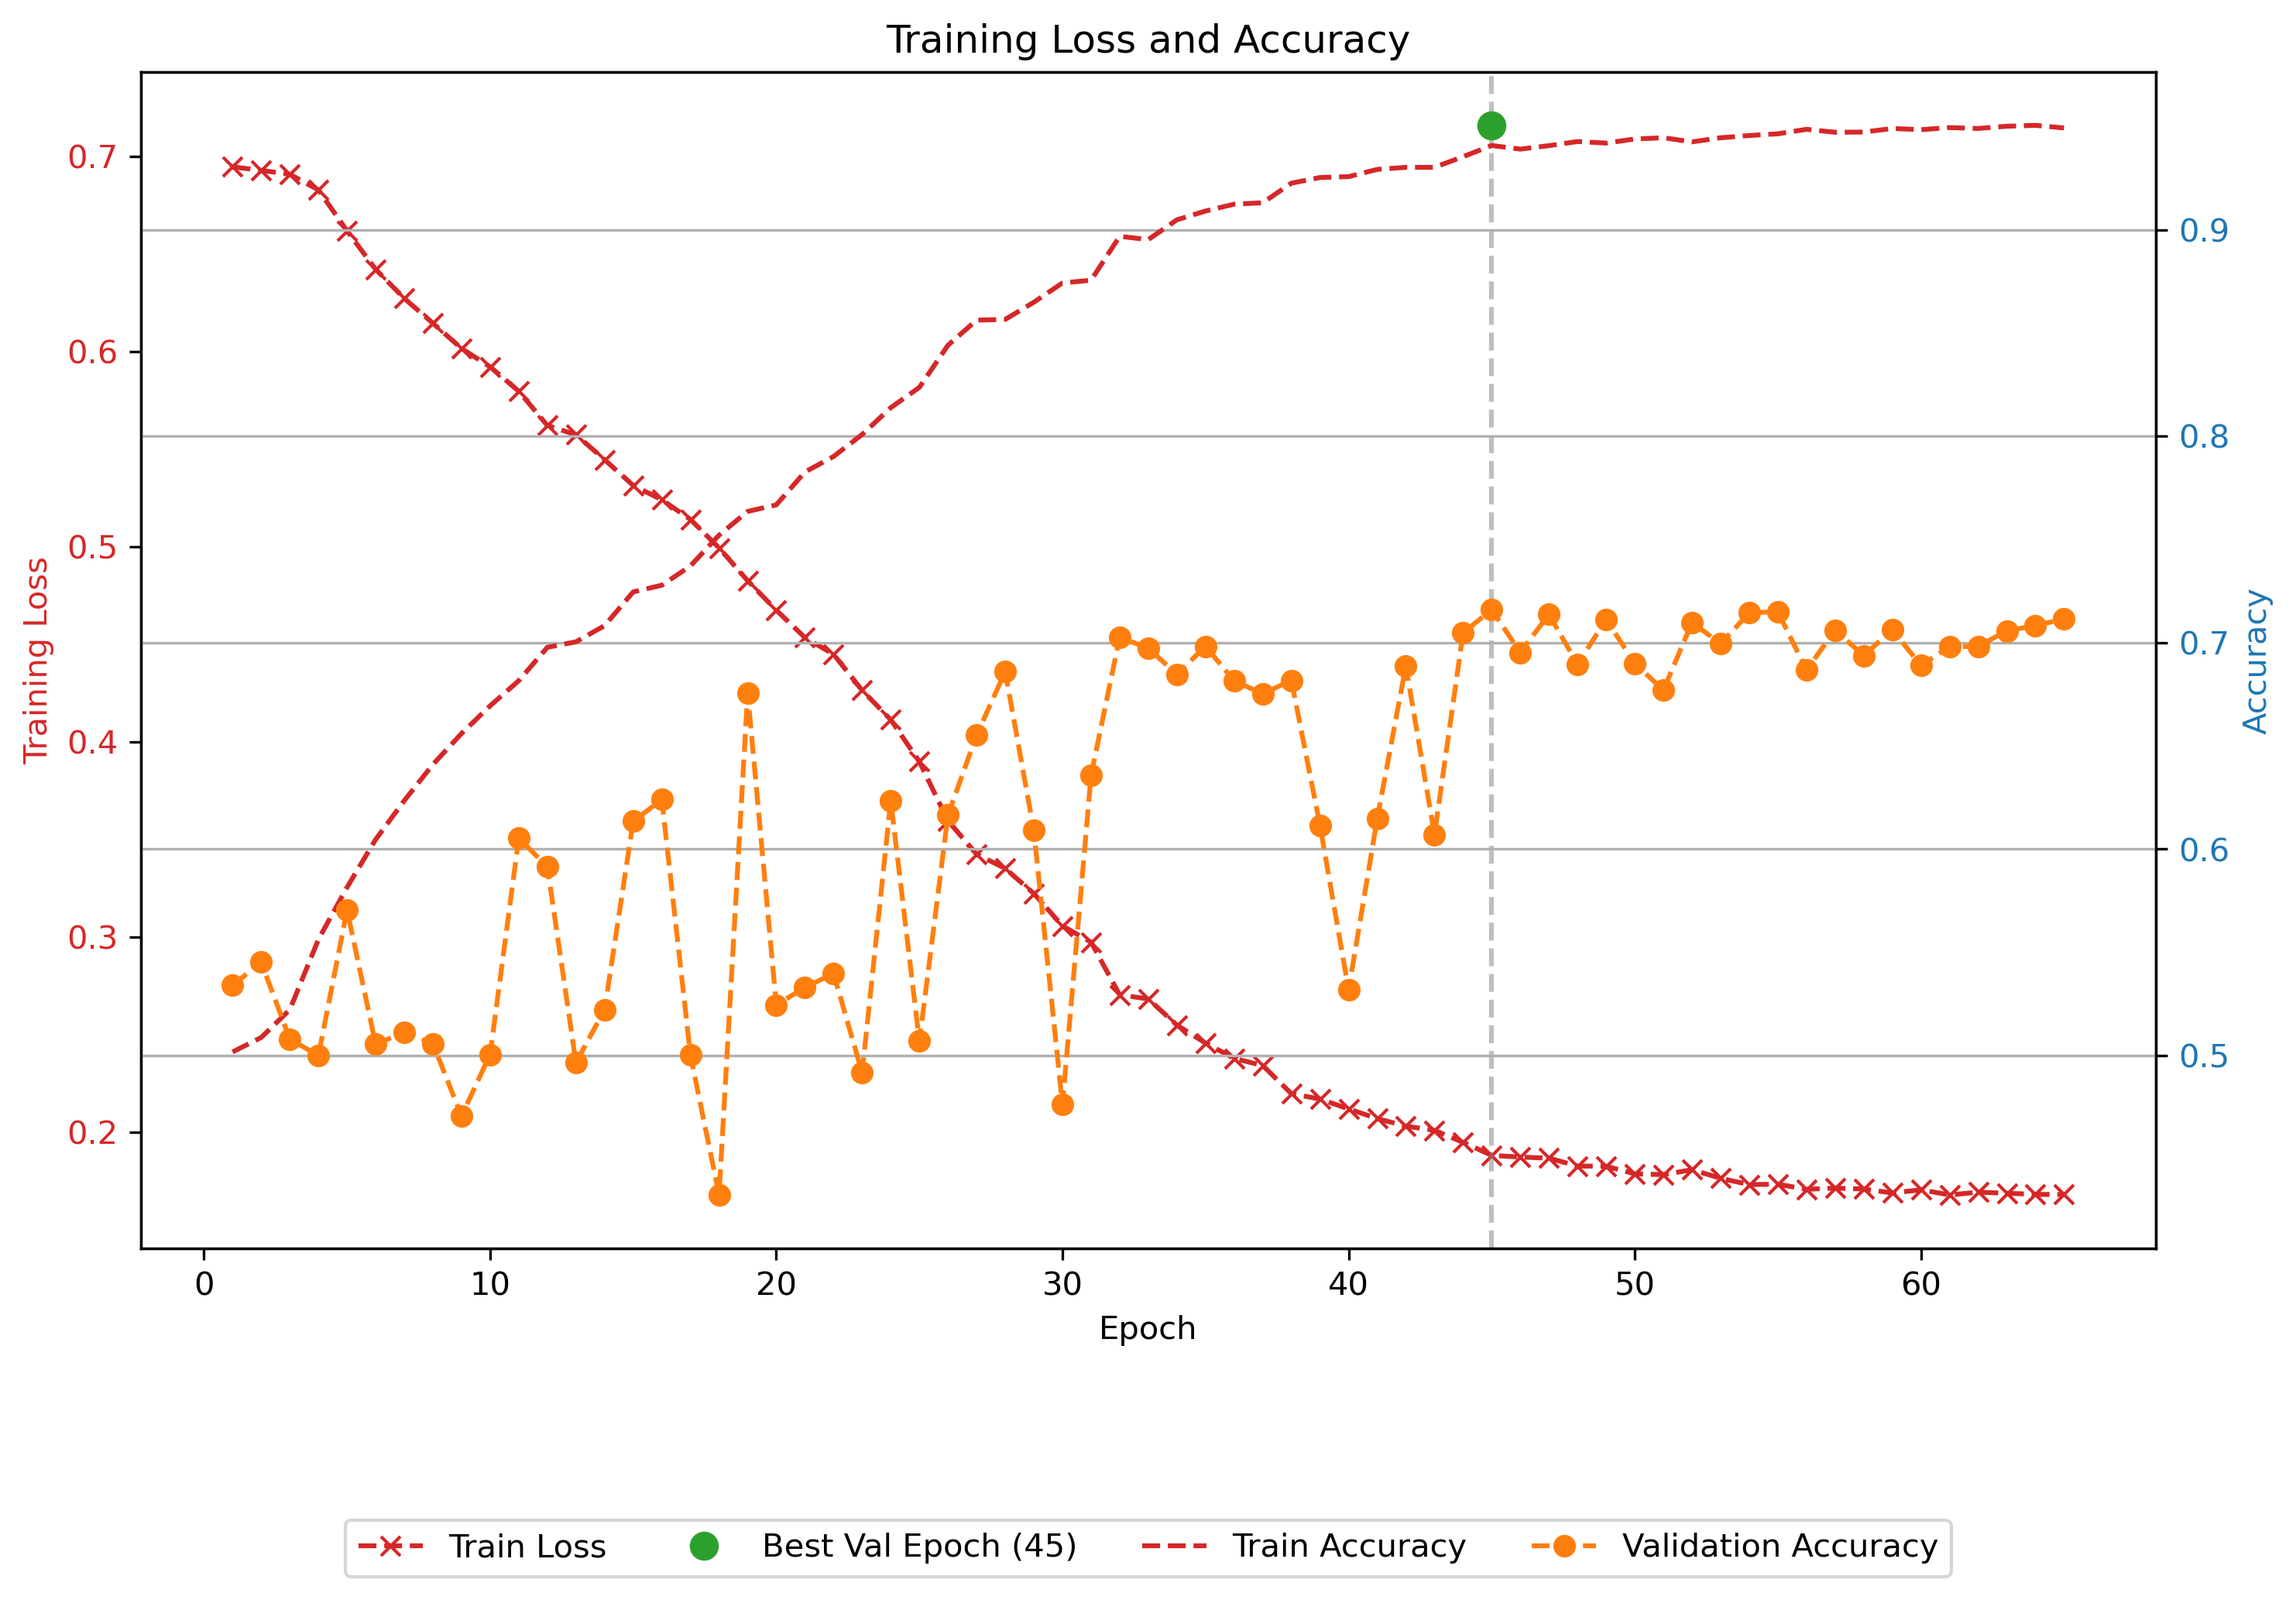 Training Loss and Accuracy
Training Loss
0.7
0.6
0.5
0.4
0.3
0.2
0.9
0.8
0.7
0.6
0.5
Accuracy
0 10 20 30 40 50 60
Epoch
Train Loss Best Val Epoch (45) Train Accuracy Validation Accuracy